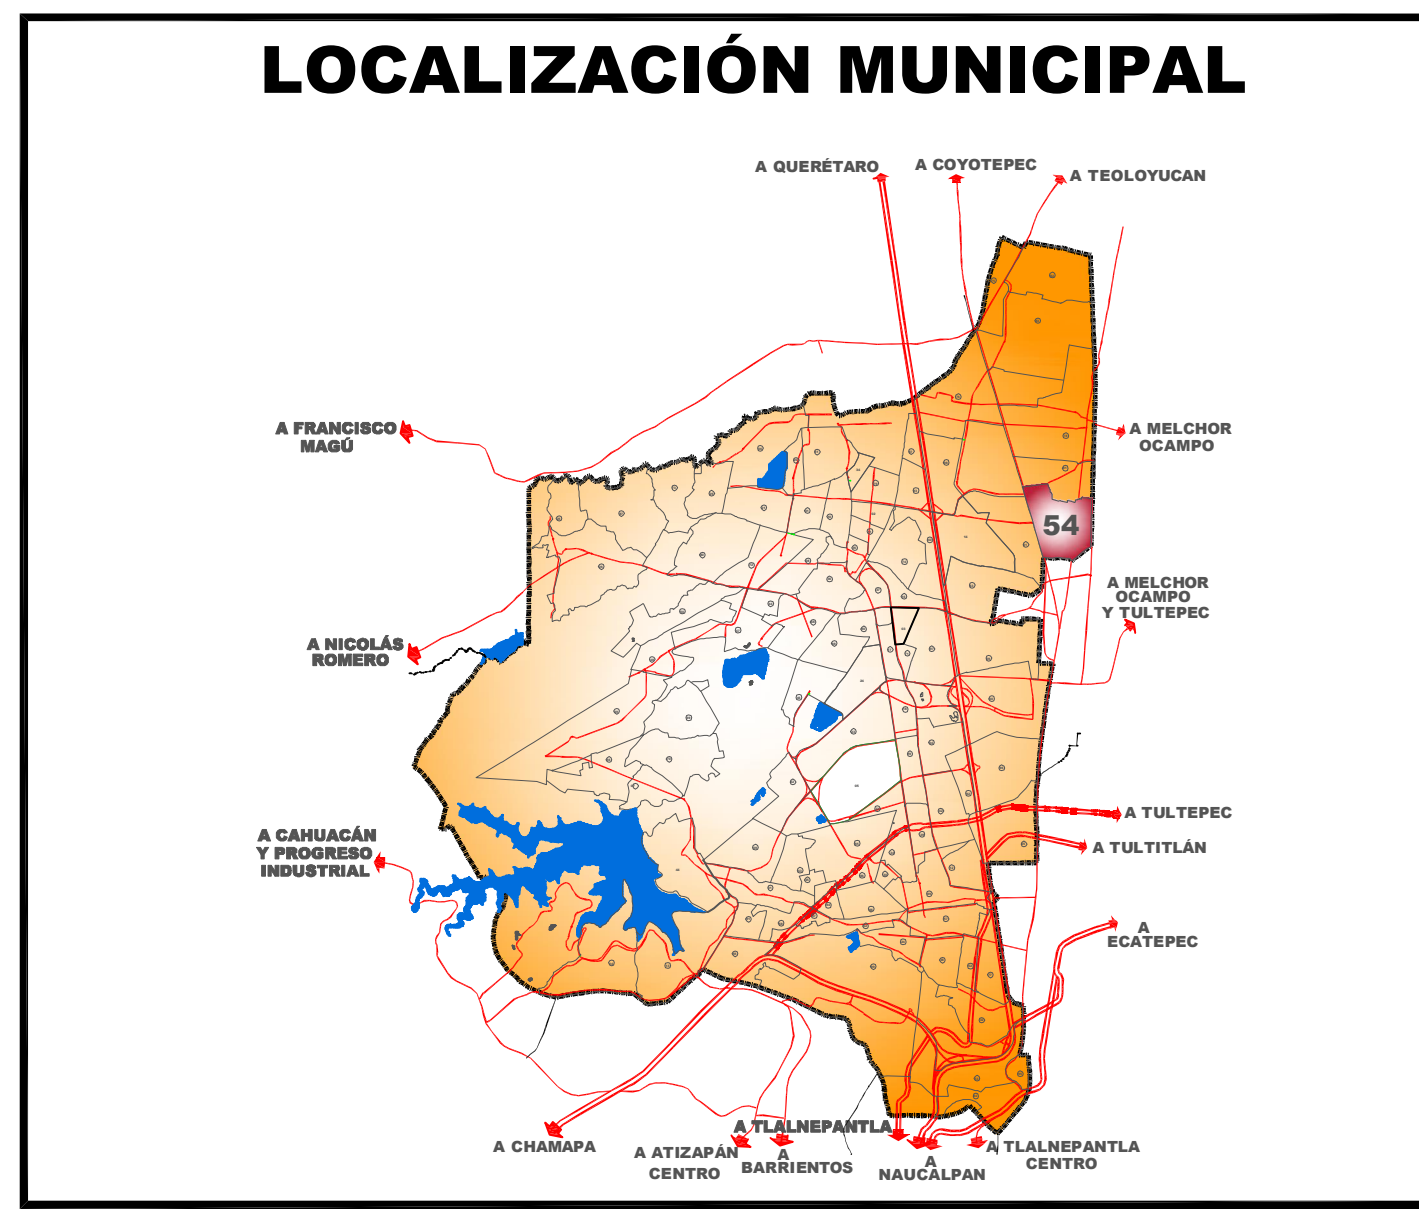 LOCALIZACIÓN MUNICIPAL
A QUERÉTARO
A COYOTEPEC
A TEOLOYUCAN
A FRANCISCO
MAGÚ
A MELCHOR
OCAMPO
54
A MELCHOR
OCAMPO
Y TULTEPEC
A NICOLÁS
ROMERO
A TULTEPEC
A CAHUACÁN
Y PROGRESO
INDUSTRIAL
A TULTITLÁN
A
ECATEPEC
A CHAMAPA
A ATIZAPÁN
CENTRO
A TLALNEPANTLA
A
BARRIENTOS
A
NAUCALPAN
A TLALNEPANTLA
CENTRO